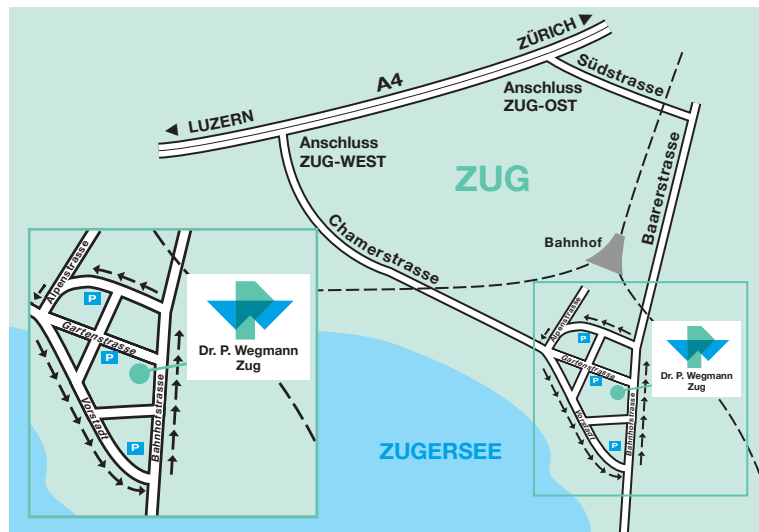 ZÜRICH
A4
LUZERN
Südstrasse
Anschluss
ZUG-OST
Anschluss
ZUG-WEST
ZUG
Baarerstrasse
Chamerstrasse
Bahnhof
Alpenstrasse
P
Gartenstrasse
P
Vorstadt
Bahnhofstrasse
P
Dr. P. Wegmann
Zug
Alpenstrasse
P
Gartenstrasse
P
Vorstadt
Bahnhofstrasse
P
Dr. P. Wegmann
Zug
ZUGERSEE